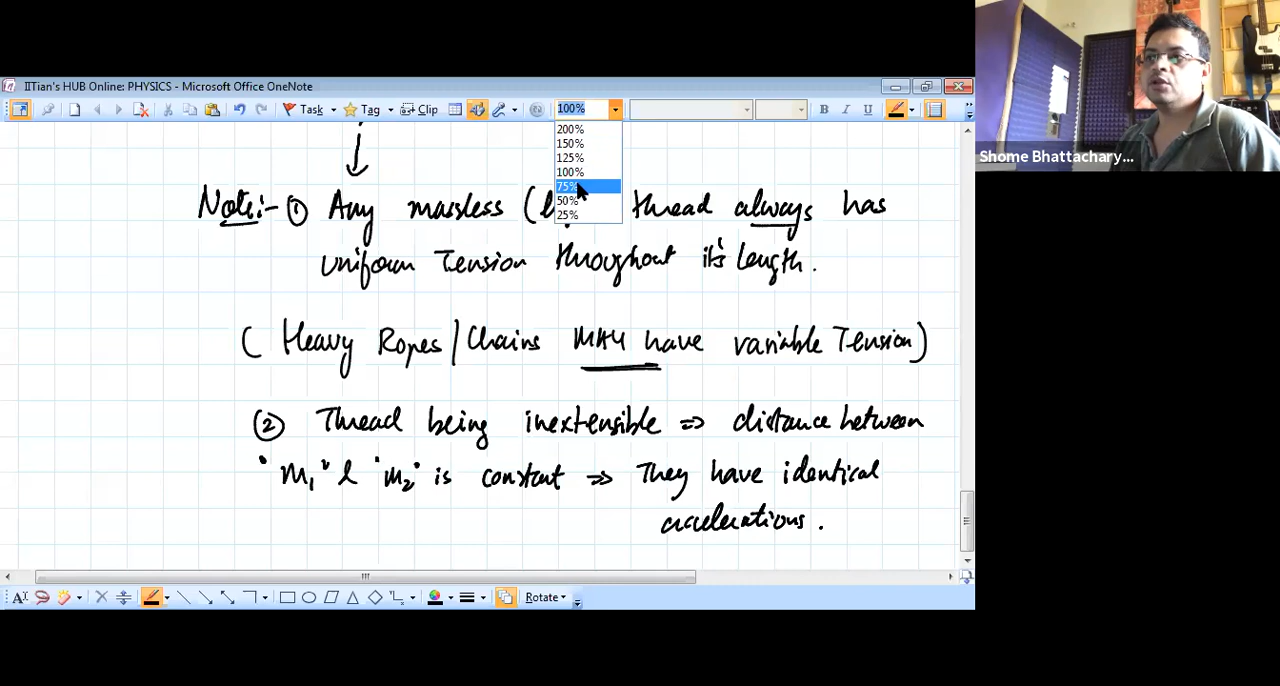 IITian's HUB Online: PHYSICS - Microsoft Office OneNote
Task Tag Clip 100% B I U
200%
150%
125%
100%
75%
50%
25%
Shome Bhattachary...
Note:- ① Any massless ( thread always has
uniform Tension throughout it's length.
( Heavy Ropes / Chains MAY have variable Tension)
② Thread being inextensible ⇒ distance between
"m₁" & "m₂" is constant ⇒ They have identical
accelerations.
A Rotate